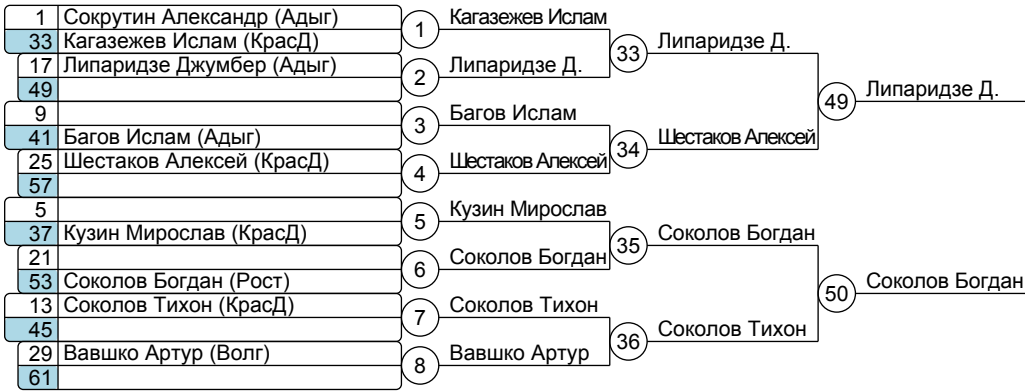 1 Сокрутин Александр (Адыг)
33 Кагазежев Ислам (КрасД)
17 Липаридзе Джумбер (Адыг)
49
9
41 Багов Ислам (Адыг)
25 Шестаков Алексей (КрасД)
57
5
37 Кузин Мирослав (КрасД)
21
53 Соколов Богдан (Рост)
13 Соколов Тихон (КрасД)
45
29 Вавшко Артур (Волг)
61
1 Кагазежев Ислам
2 Липаридзе Д.
3 Багов Ислам
4 Шестаков Алексей
5 Кузин Мирослав
6 Соколов Богдан
7 Соколов Тихон
8 Вавшко Артур
33 Липаридзе Д.
34 Шестаков Алексей
35 Соколов Богдан
36 Соколов Тихон
49 Липаридзе Д.
50 Соколов Богдан